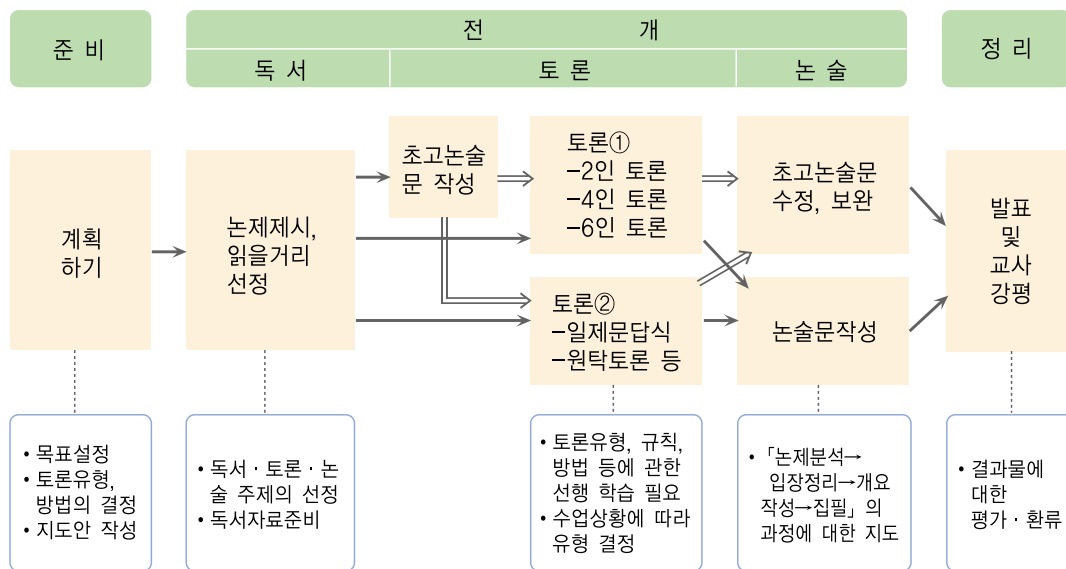 준 비
전 개
정 리
독 서
토 론
논 술
계획
하기
논제제시,
읽을거리
선정
초고논술
문 작성
토론①
-2인 토론
-4인 토론
-6인 토론
토론②
-일제문답식
-원탁토론 등
초고논술문
수정, 보완
논술문작성
발표
및
교사
강평
• 목표설정
• 토론유형,
방법의 결정
• 지도안 작성
• 독서·토론·논
술 주제의 선정
• 독서자료준비
• 토론유형, 규칙,
방법 등에 관한
선행 학습 필요
• 수업상황에 따라
유형 결정
• 「논제분석→
입장정리→개요
작성→집필」의
과정에 대한 지도
• 결과물에
대한
평가·환류